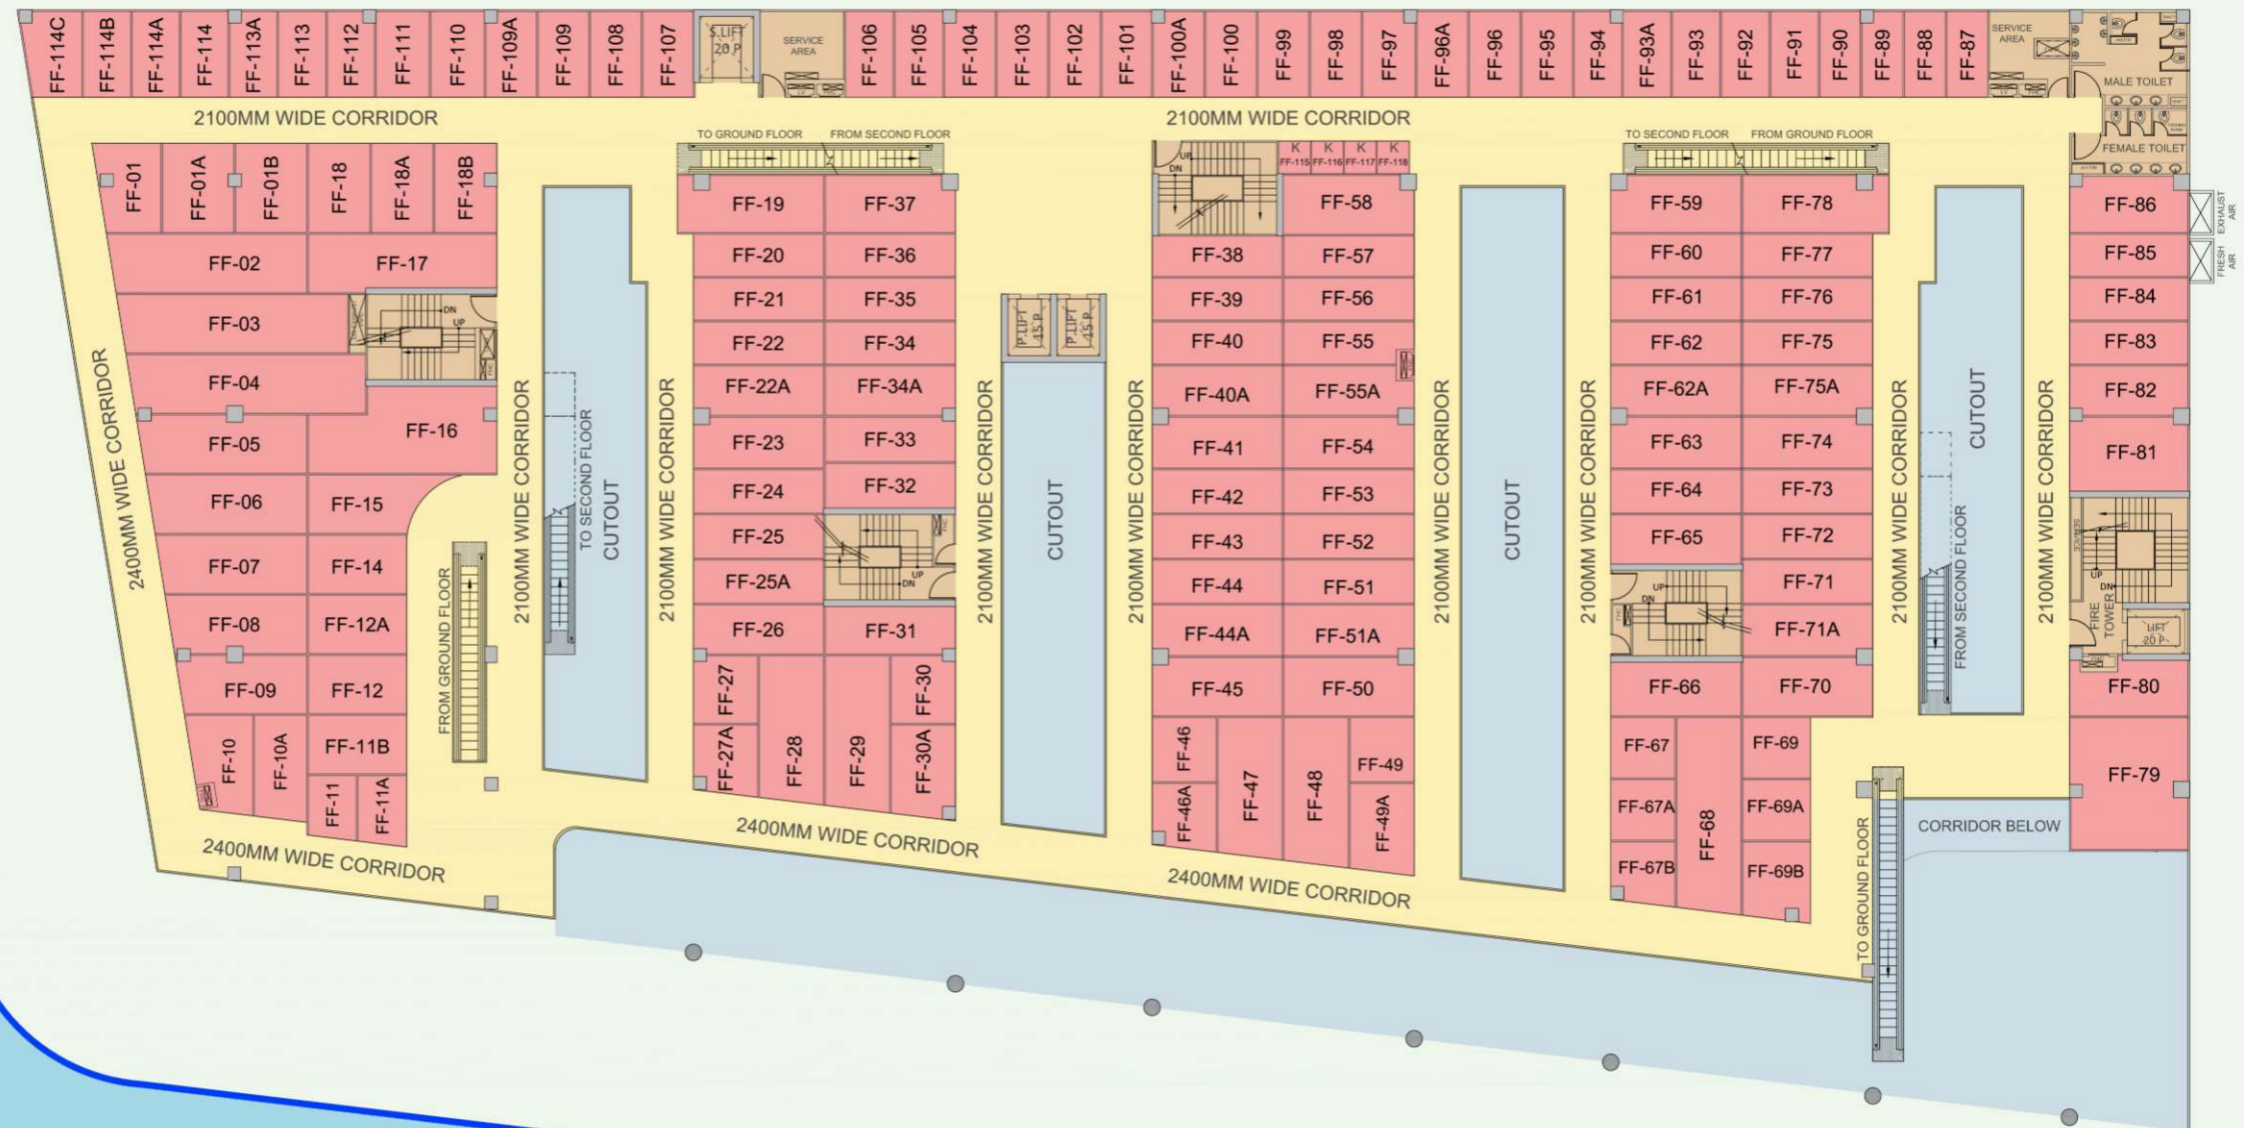 FF-114C
FF-114B
FF-114A
FF-114
FF-113A
FF-113
FF-112
FF-111
FF-110
FF-109A
FF-109
FF-108
FF-107
S.LIFT
20 P
SERVICE
AREA
FF-106
FF-105
FF-104
FF-103
FF-102
FF-101
FF-100A
FF-100
FF-99
FF-98
FF-97
FF-96A
FF-96
FF-95
FF-94
FF-93A
FF-93
FF-92
FF-91
FF-90
FF-89
FF-88
FF-87
SERVICE
AREA
MALE TOILET
FEMALE TOILET
2100MM WIDE CORRIDOR
2100MM WIDE CORRIDOR
TO GROUND FLOOR
FROM SECOND FLOOR
TO SECOND FLOOR
FROM GROUND FLOOR
2400MM WIDE CORRIDOR
FF-01
FF-01A
FF-01B
FF-18
FF-18A
FF-18B
FF-02
FF-17
FF-03
DN
UP
FF-04
FF-16
FF-05
FF-06
FF-15
FF-07
FF-14
FF-08
FF-12A
FF-09
FF-12
FF-10
FF-10A
FF-11B
FF-11
FF-11A
FROM GROUND FLOOR
2100MM WIDE CORRIDOR
TO SECOND FLOOR
CUTOUT
2100MM WIDE CORRIDOR
FF-19
FF-37
FF-20
FF-36
FF-21
FF-35
FF-22
FF-34
FF-22A
FF-34A
FF-23
FF-33
FF-24
FF-32
FF-25
FF-25A
UP
DN
FF-26
FF-31
FF-27
FF-27A
FF-28
FF-29
FF-30
FF-30A
2100MM WIDE CORRIDOR
P.LIFT
15 P
P.LIFT
15 P
CUTOUT
2100MM WIDE CORRIDOR
UP
DN
K
FF-115
K
FF-116
K
FF-117
K
FF-118
FF-58
FF-38
FF-57
FF-39
FF-56
FF-40
FF-55
FF-40A
FF-55A
FF-41
FF-54
FF-42
FF-53
FF-43
FF-52
FF-44
FF-51
FF-44A
FF-51A
FF-45
FF-50
FF-46
FF-46A
FF-47
FF-48
FF-49
FF-49A
2100MM WIDE CORRIDOR
CUTOUT
2100MM WIDE CORRIDOR
FF-59
FF-78
FF-60
FF-77
FF-61
FF-76
FF-62
FF-75
FF-62A
FF-75A
FF-63
FF-74
FF-64
FF-73
FF-65
FF-72
FF-71
UP
DN
FF-71A
FF-66
FF-70
FF-67
FF-69
FF-67A
FF-68
FF-69A
FF-67B
FF-69B
2100MM WIDE CORRIDOR
CUTOUT
FROM SECOND FLOOR
2100MM WIDE CORRIDOR
FF-86
EXHAUST
AIR
FF-85
FRESH
AIR
FF-84
FF-83
FF-82
FF-81
SERVICE
UP
DN
FIRE
TOWER
LIFT
20 P
FF-80
FF-79
CORRIDOR BELOW
TO GROUND FLOOR
2400MM WIDE CORRIDOR
2400MM WIDE CORRIDOR
2400MM WIDE CORRIDOR